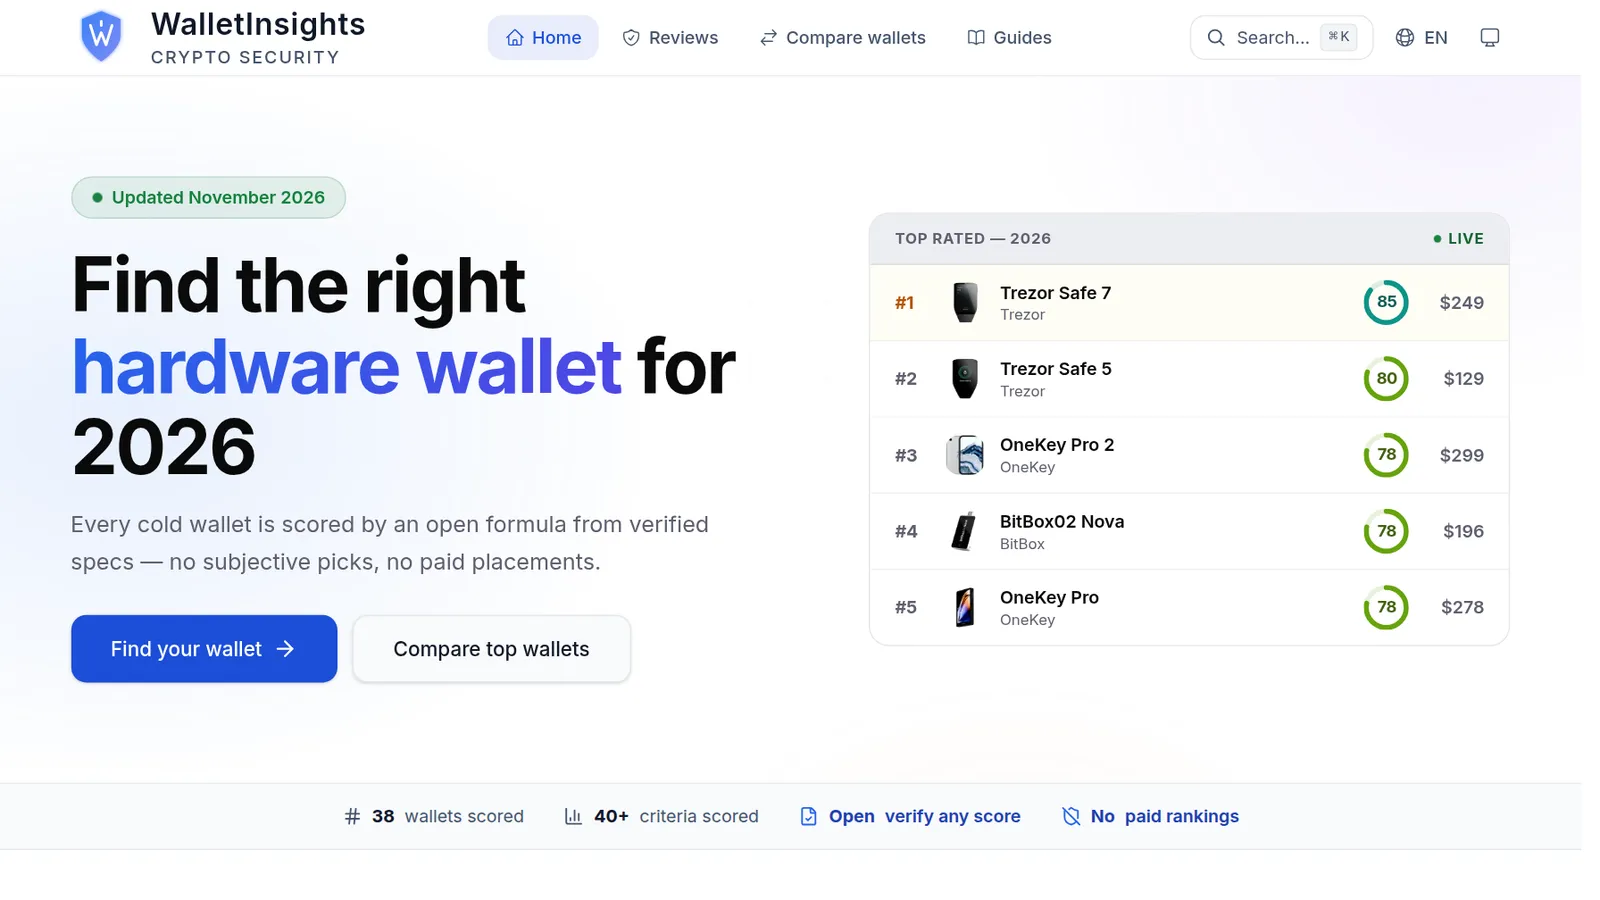 WalletInsights
CRYPTO SECURITY
Home
Reviews
Compare wallets
Guides
Search...
⌘K
EN
Updated November 2026
Find the right
hardware wallet for
2026
Every cold wallet is scored by an open formula from verified
specs — no subjective picks, no paid placements.
Find your wallet →
Compare top wallets
TOP RATED — 2026
LIVE
#1
Trezor Safe 7
Trezor
85
$249
#2
Trezor Safe 5
Trezor
80
$129
#3
OneKey Pro 2
OneKey
78
$299
#4
BitBox02 Nova
BitBox
78
$196
#5
OneKey Pro
OneKey
78
$278
38 wallets scored
40+ criteria scored
Open verify any score
No paid rankings